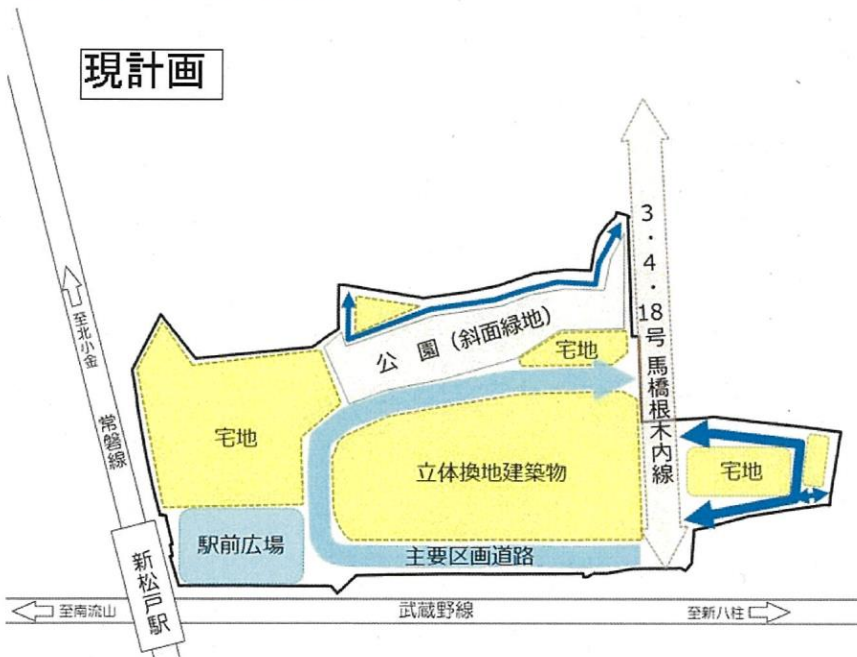 現計画
3・4・18号 馬橋根木内線
至北小金
公園(斜面緑地)
宅地
常磐線
宅地
立体換地建築物
宅地
駅前広場
主要区画道路
新松戸駅
至南流山
武蔵野線
至新八柱